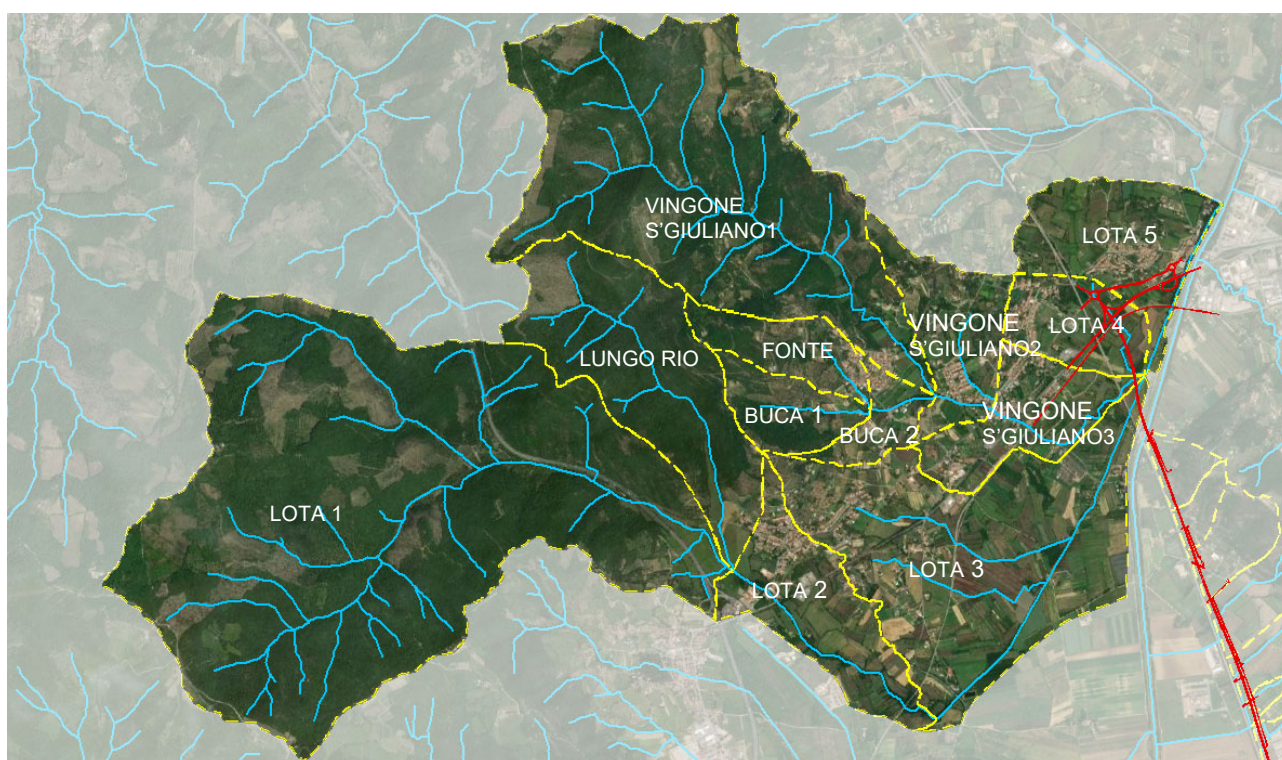 VINGONE
S'GIULIANO1
LOTA 5
VINGONE
S'GIULIANO2
LOTA 4
LUNGO RIO
FONTE
BUCA 1
BUCA 2
VINGONE
S'GIULIANO3
LOTA 1
LOTA 3
LOTA 2